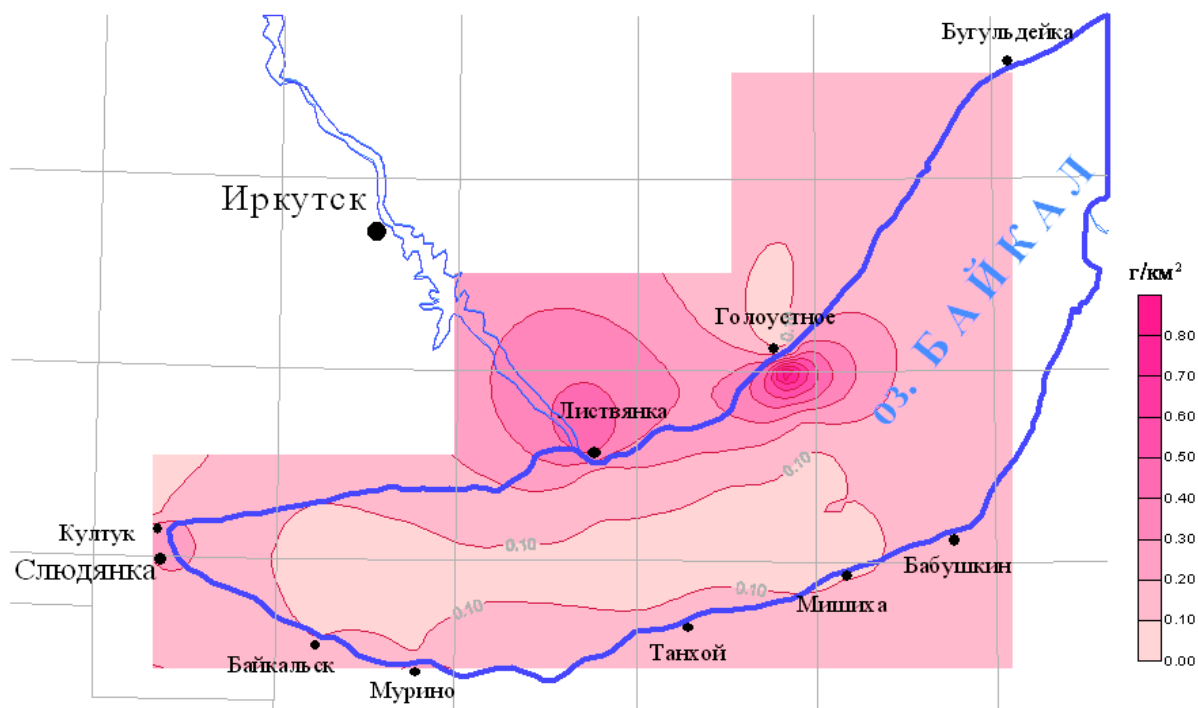 Бугульдейка
Иркутск
оз. БАЙКАЛ
г/км²
Голоустное
0.80
0.70
0.60
Листвянка
0.50
0.10
0.40
Култук
0.10
0.30
Слюдянка
Бабушкин
0.20
0.10
Мишиха
0.10
0.10
Танхой
0.00
Байкальск
Мурино